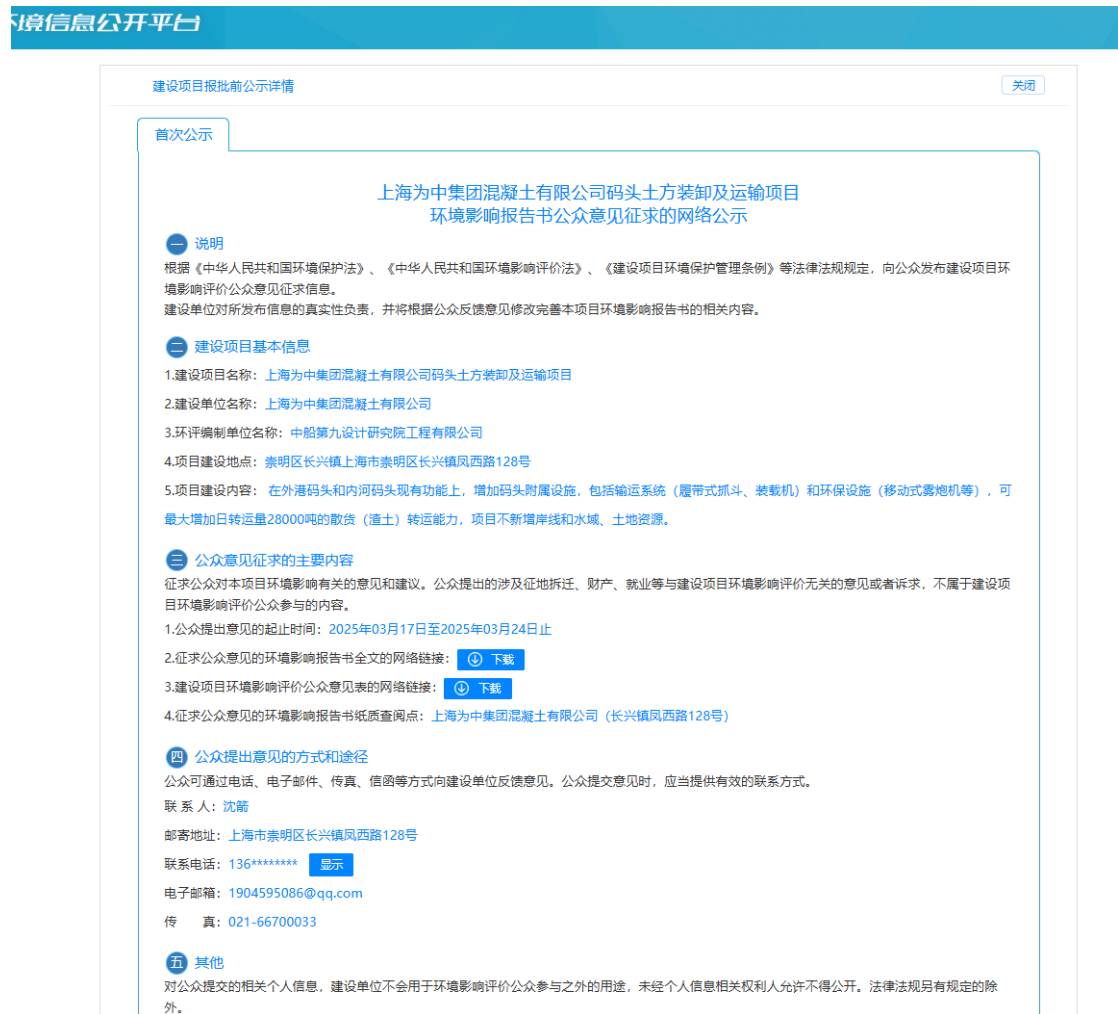 境信息公开平台
建设项目报批前公示详情
关闭
首次公示
上海为中集团混凝土有限公司码头土方装卸及运输项目
环境影响报告书公众意见征求的网络公示
一 说明
根据《中华人民共和国环境保护法》、《中华人民共和国环境影响评价法》、《建设项目环境保护管理条例》等法律法规规定，向公众发布建设项目环
境影响评价公众意见征求信息。
建设单位对所发布信息的真实性负责，并将根据公众反馈意见修改完善本项目环境影响报告书的相关内容。
二 建设项目基本信息
1.建设项目名称：上海为中集团混凝土有限公司码头土方装卸及运输项目
2.建设单位名称：上海为中集团混凝土有限公司
3.环评编制单位名称：中船第九设计研究院工程有限公司
4.项目建设地点：崇明区长兴镇上海市崇明区长兴镇凤西路128号
5.项目建设内容： 在外港码头和内河码头现有功能上，增加码头附属设施，包括输运系统（履带式抓斗、装载机）和环保设施（移动式雾炮机等），可
最大增加日转运量28000吨的散货（渣土）转运能力，项目不新增岸线和水域、土地资源。
三 公众意见征求的主要内容
征求公众对本项目环境影响有关的意见和建议。公众提出的涉及征地拆迁、财产、就业等与建设项目环境影响评价无关的意见或者诉求，不属于建设项
目环境影响评价公众参与的内容。
1.公众提出意见的起止时间：2025年03月17日至2025年03月24日止
2.征求公众意见的环境影响报告书全文的网络链接： 下载
3.建设项目环境影响评价公众意见表的网络链接： 下载
4.征求公众意见的环境影响报告书纸质查阅点：上海为中集团混凝土有限公司（长兴镇凤西路128号）
四 公众提出意见的方式和途径
公众可通过电话、电子邮件、传真、信函等方式向建设单位反馈意见。公众提交意见时，应当提供有效的联系方式。
联 系 人：沈箭
邮寄地址：上海市崇明区长兴镇凤西路128号
联系电话：136******** 显示
电子邮箱：1904595086@qq.com
传 真：021-66700033
五 其他
对公众提交的相关个人信息，建设单位不会用于环境影响评价公众参与之外的用途，未经个人信息相关权利人允许不得公开。法律法规另有规定的除
外。